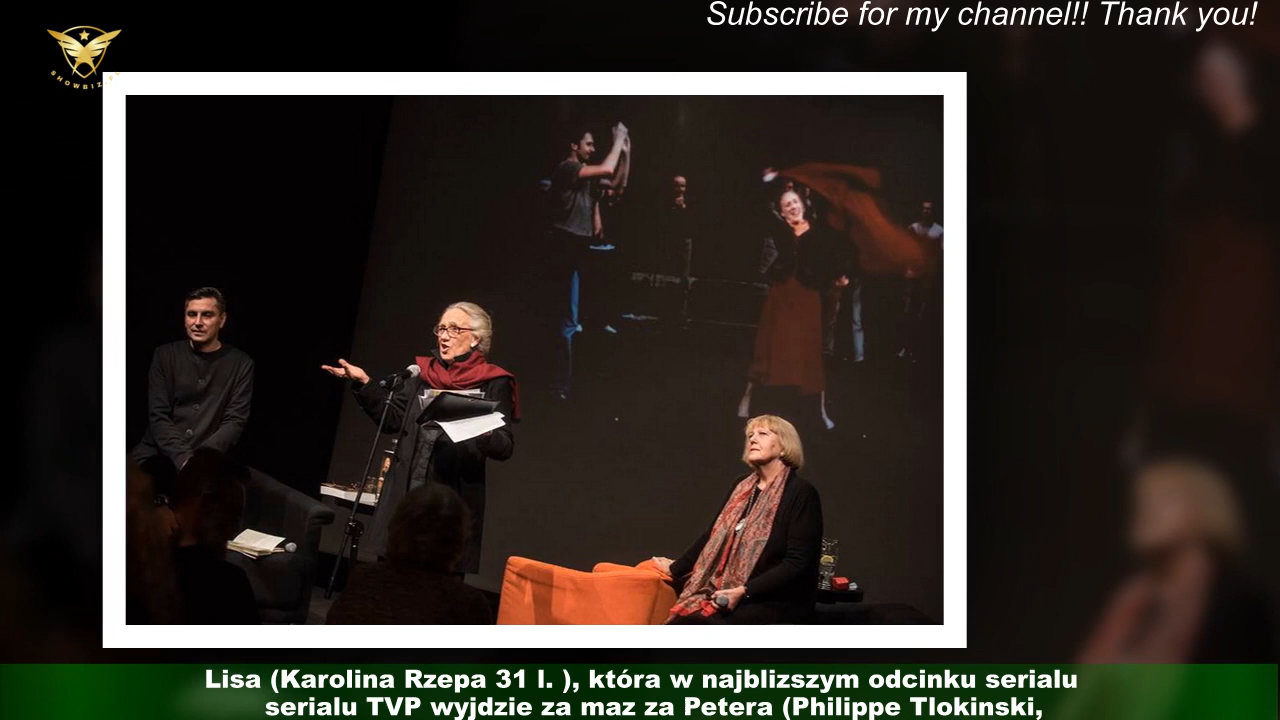 Subscribe for my channel!! Thank you!
SHOWBIZ
Lisa (Karolina Rzepa 31 l. ), która w najblizszym odcinku serialu
serialu TVP wyjdzie za maz za Petera (Philippe Tlokinski,